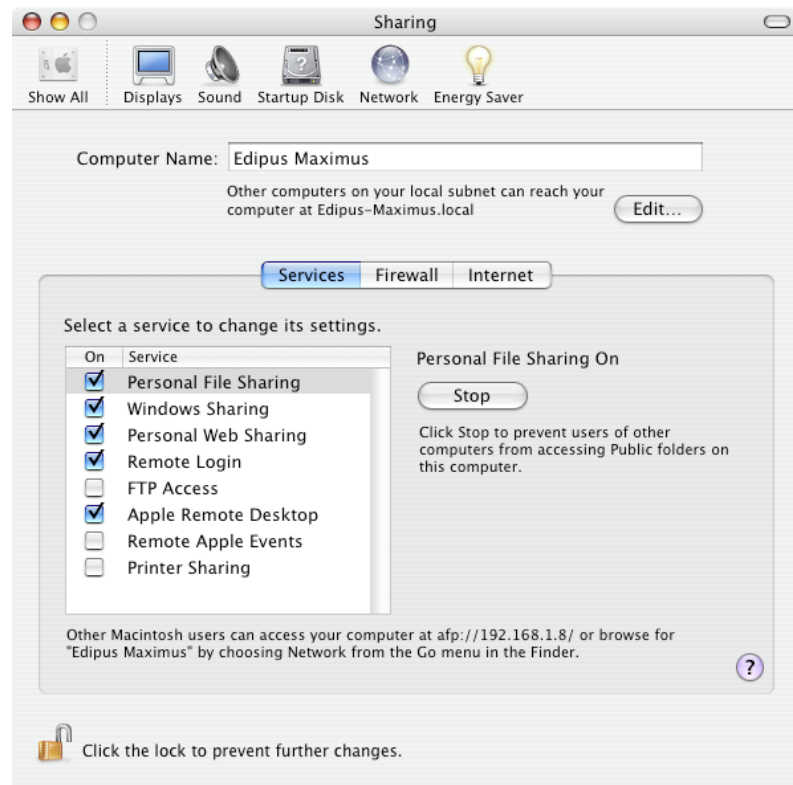 Sharing
Show All
Displays
Sound
Startup Disk
Network
Energy Saver
Computer Name: Edipus Maximus
Other computers on your local subnet can reach your
computer at Edipus-Maximus.local
Edit...
Services
Firewall
Internet
Select a service to change its settings.
On
Service
Personal File Sharing
Windows Sharing
Personal Web Sharing
Remote Login
FTP Access
Apple Remote Desktop
Remote Apple Events
Printer Sharing
Personal File Sharing On
Stop
Click Stop to prevent users of other
computers from accessing Public folders on
this computer.
Other Macintosh users can access your computer at afp://192.168.1.8/ or browse for
"Edipus Maximus" by choosing Network from the Go menu in the Finder.
?
Click the lock to prevent further changes.